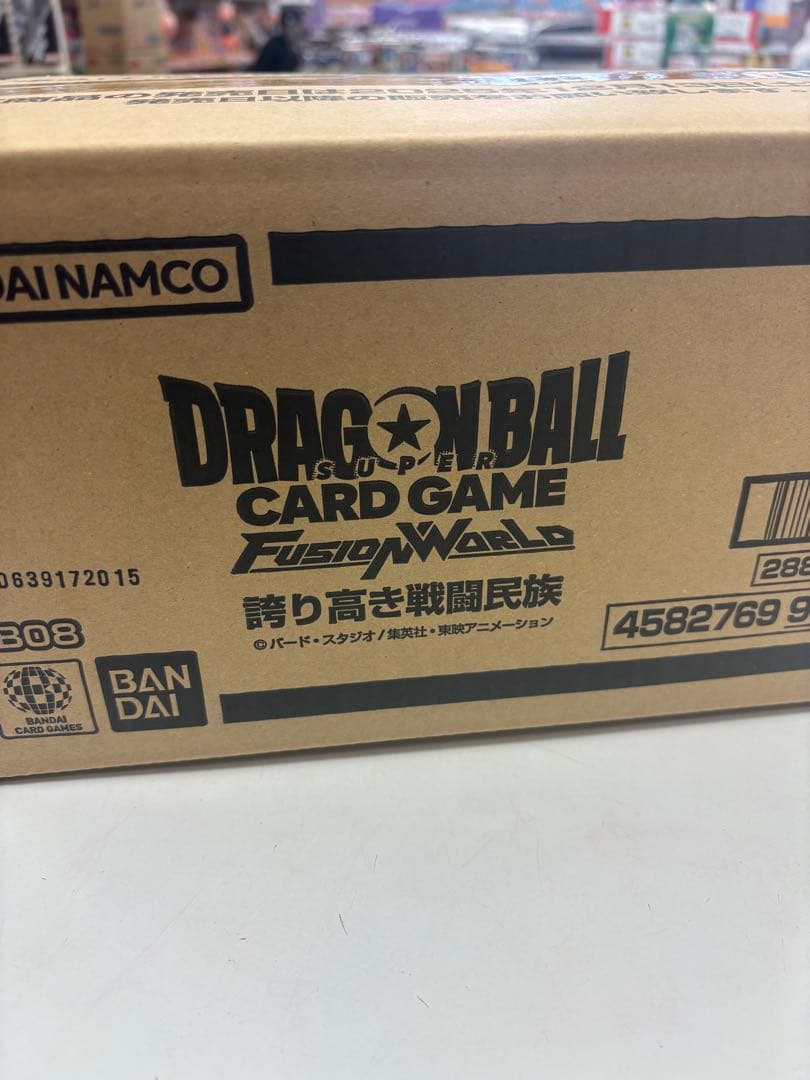 DAI NAMCO
DRAGON BALL
SUPER
CARD GAME
FUSION WORLD
0639172015
誇り高き戦闘民族
288
B08
©バード・スタジオ/集英社・東映アニメーション
4582769 9
BANDAI
CARD GAMES
BAN
DAI